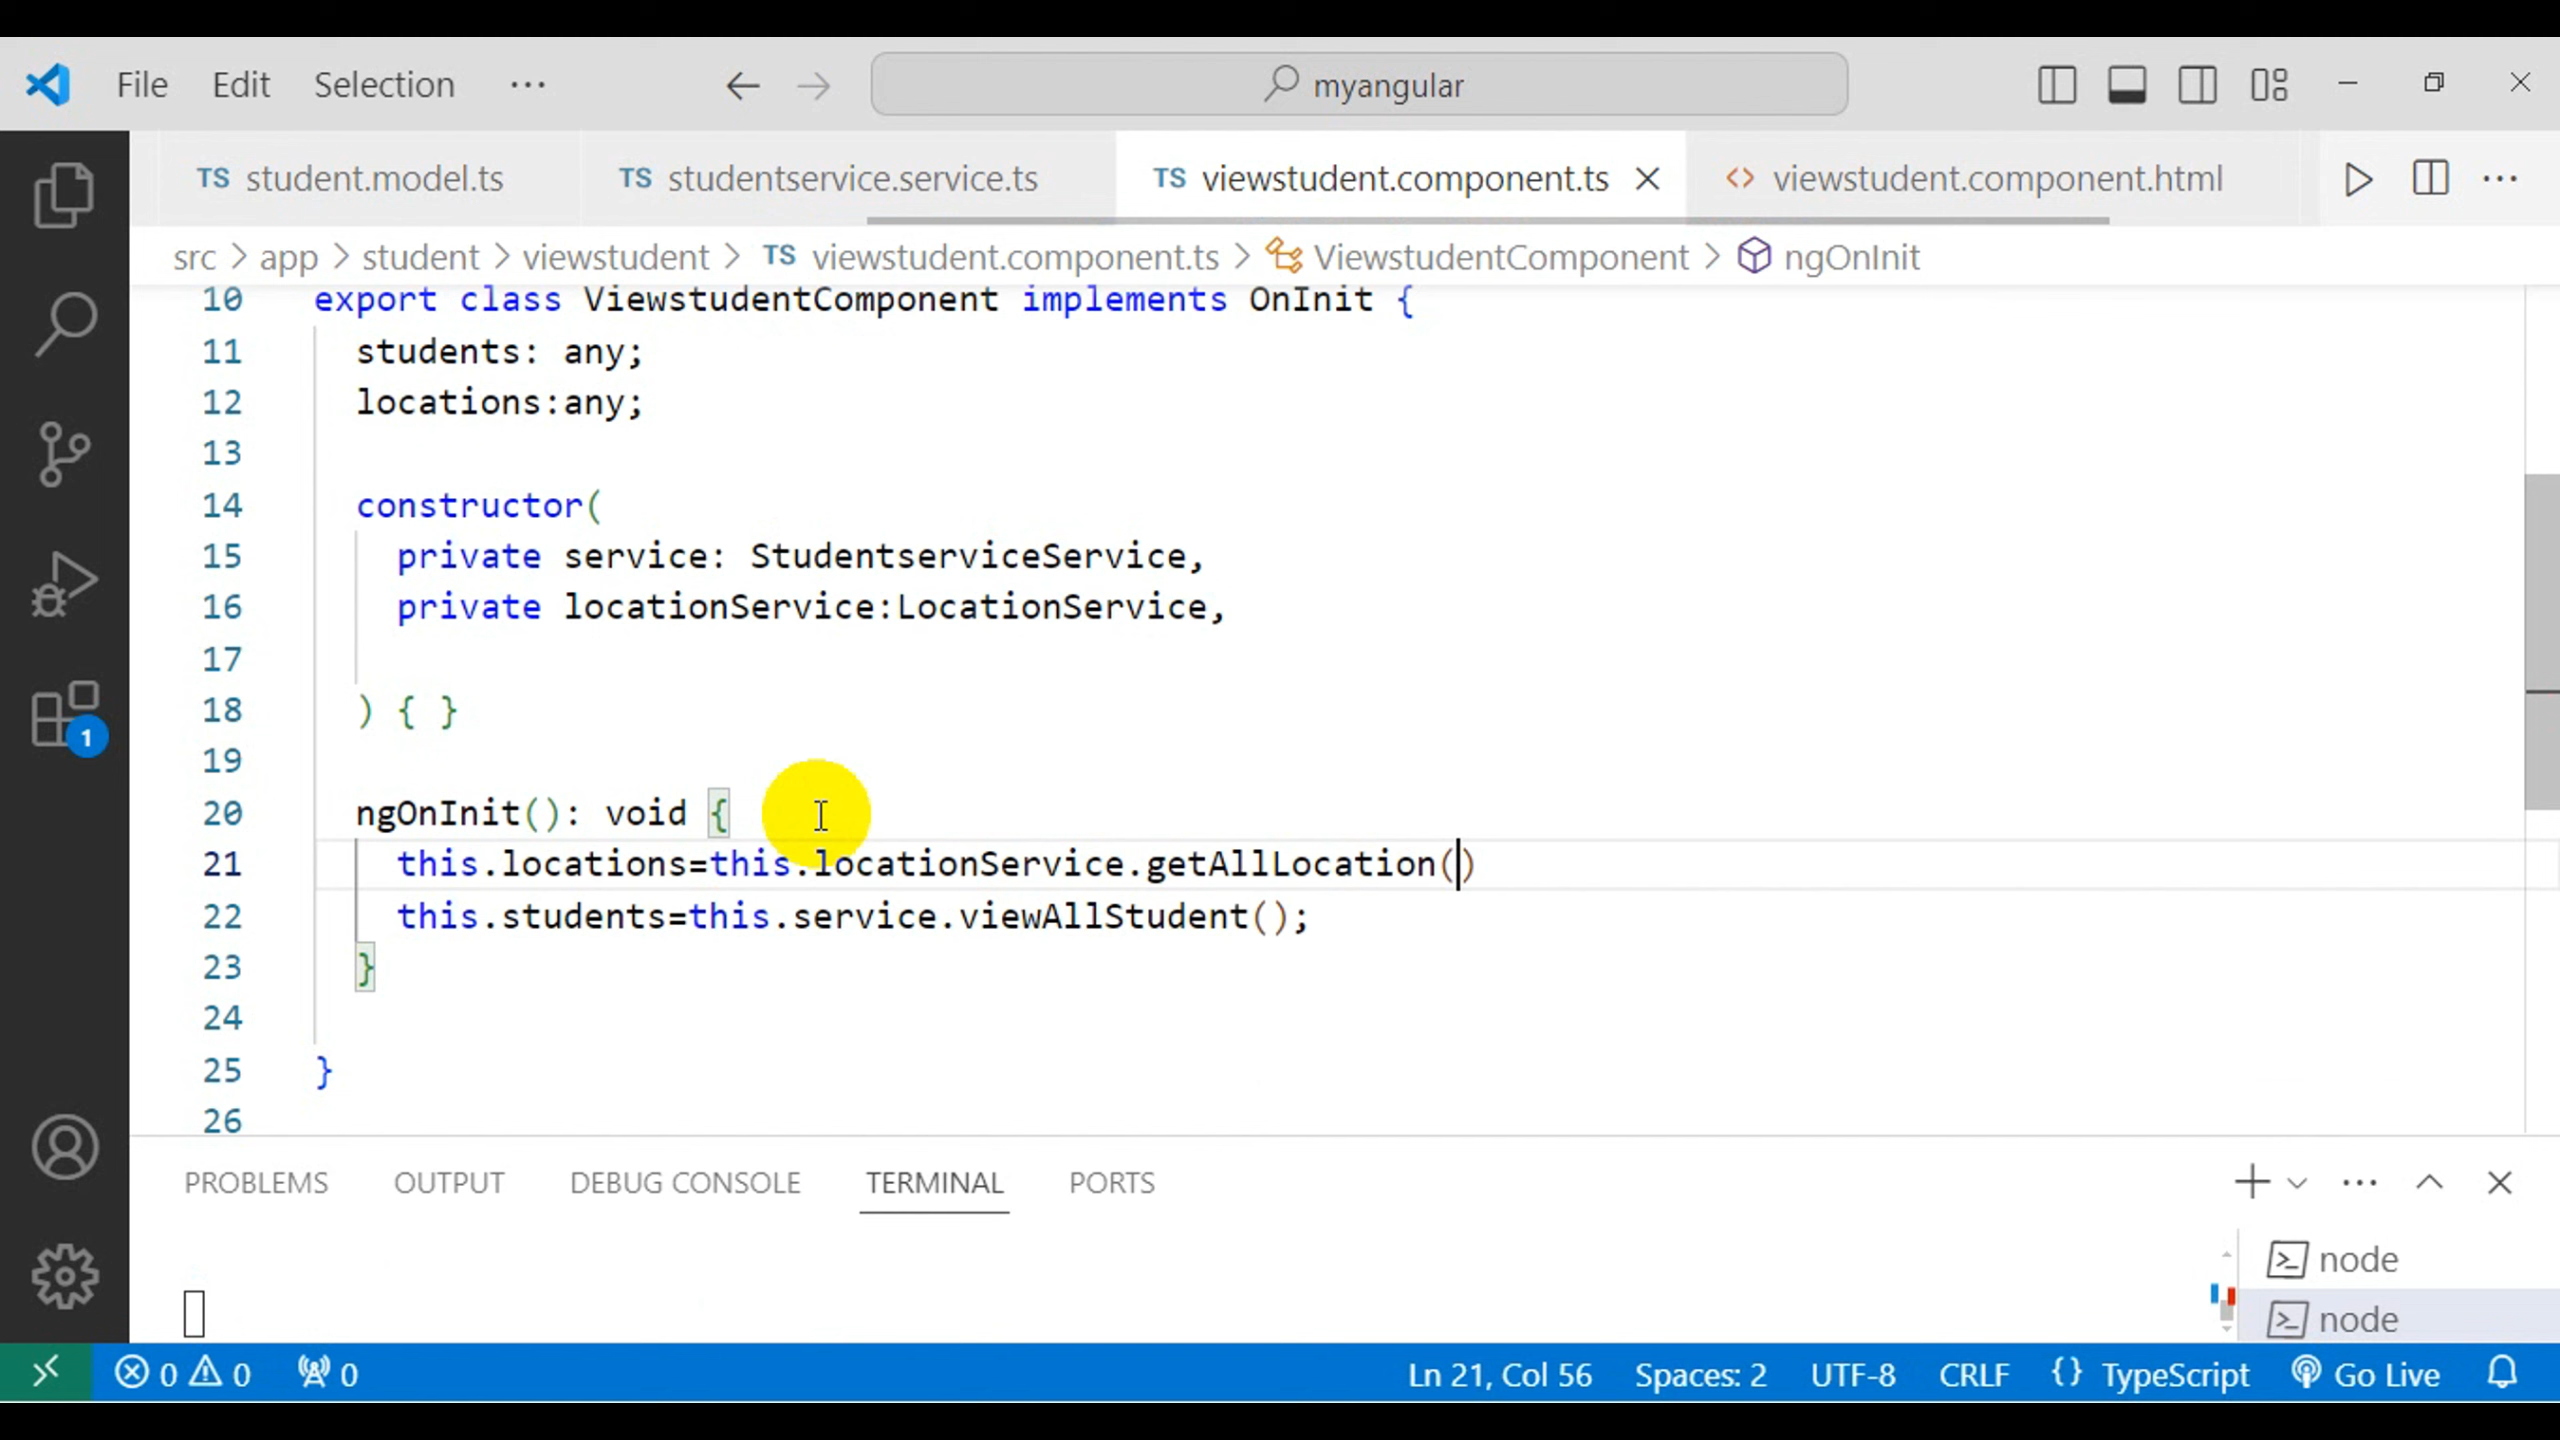 File Edit Selection ··· myangular
TS student.model.ts TS studentservice.service.ts TS viewstudent.component.ts <> viewstudent.component.html ···
src > app > student > viewstudent > TS viewstudent.component.ts > ViewstudentComponent > ngOnInit
10 export class ViewstudentComponent implements OnInit {
11 students: any;
12 locations:any;
13
14 constructor(
15 private service: StudentserviceService,
16 private locationService:LocationService,
17
18 ) { }
19
20 ngOnInit(): void {
21 this.locations=this.locationService.getAllLocation()
22 this.students=this.service.viewAllStudent();
23 }
24
25 }
26
1
PROBLEMS OUTPUT DEBUG CONSOLE TERMINAL PORTS ···
node
node
0 0 0 Ln 21, Col 56 Spaces: 2 UTF-8 CRLF {} TypeScript Go Live